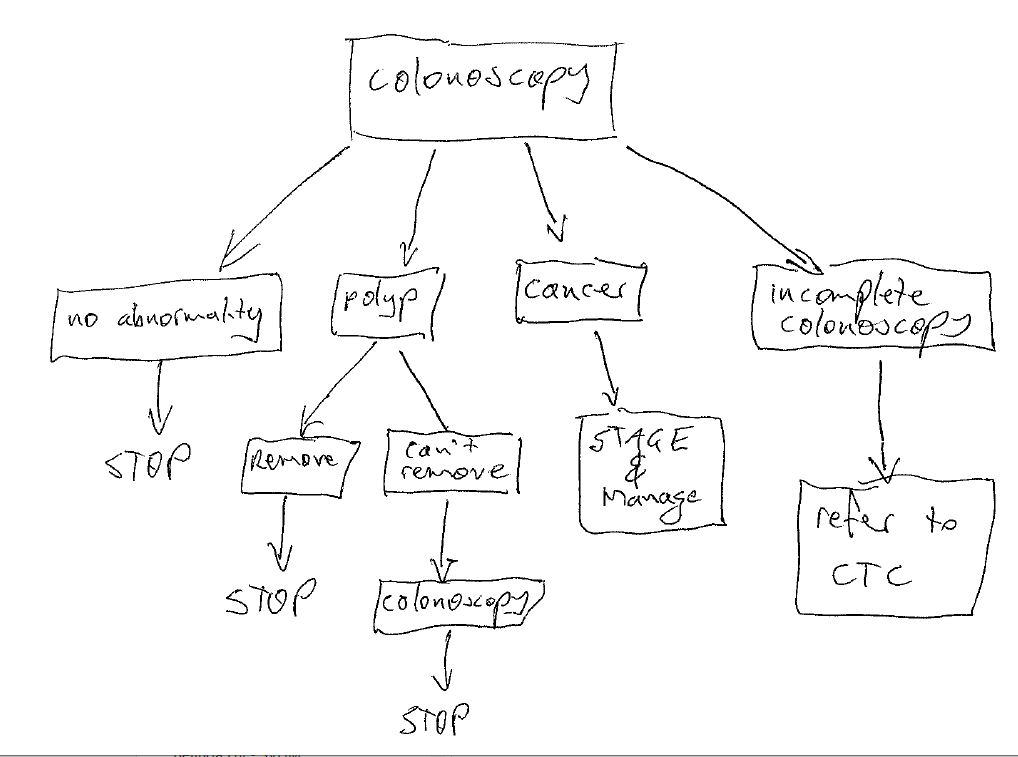 colonoscopy
no abnormality
polyp
cancer
incomplete
colonoscopy
STOP
Remove
can't
remove
STAGE
&
Manage
refer to
CTC
STOP
colonoscopy
STOP